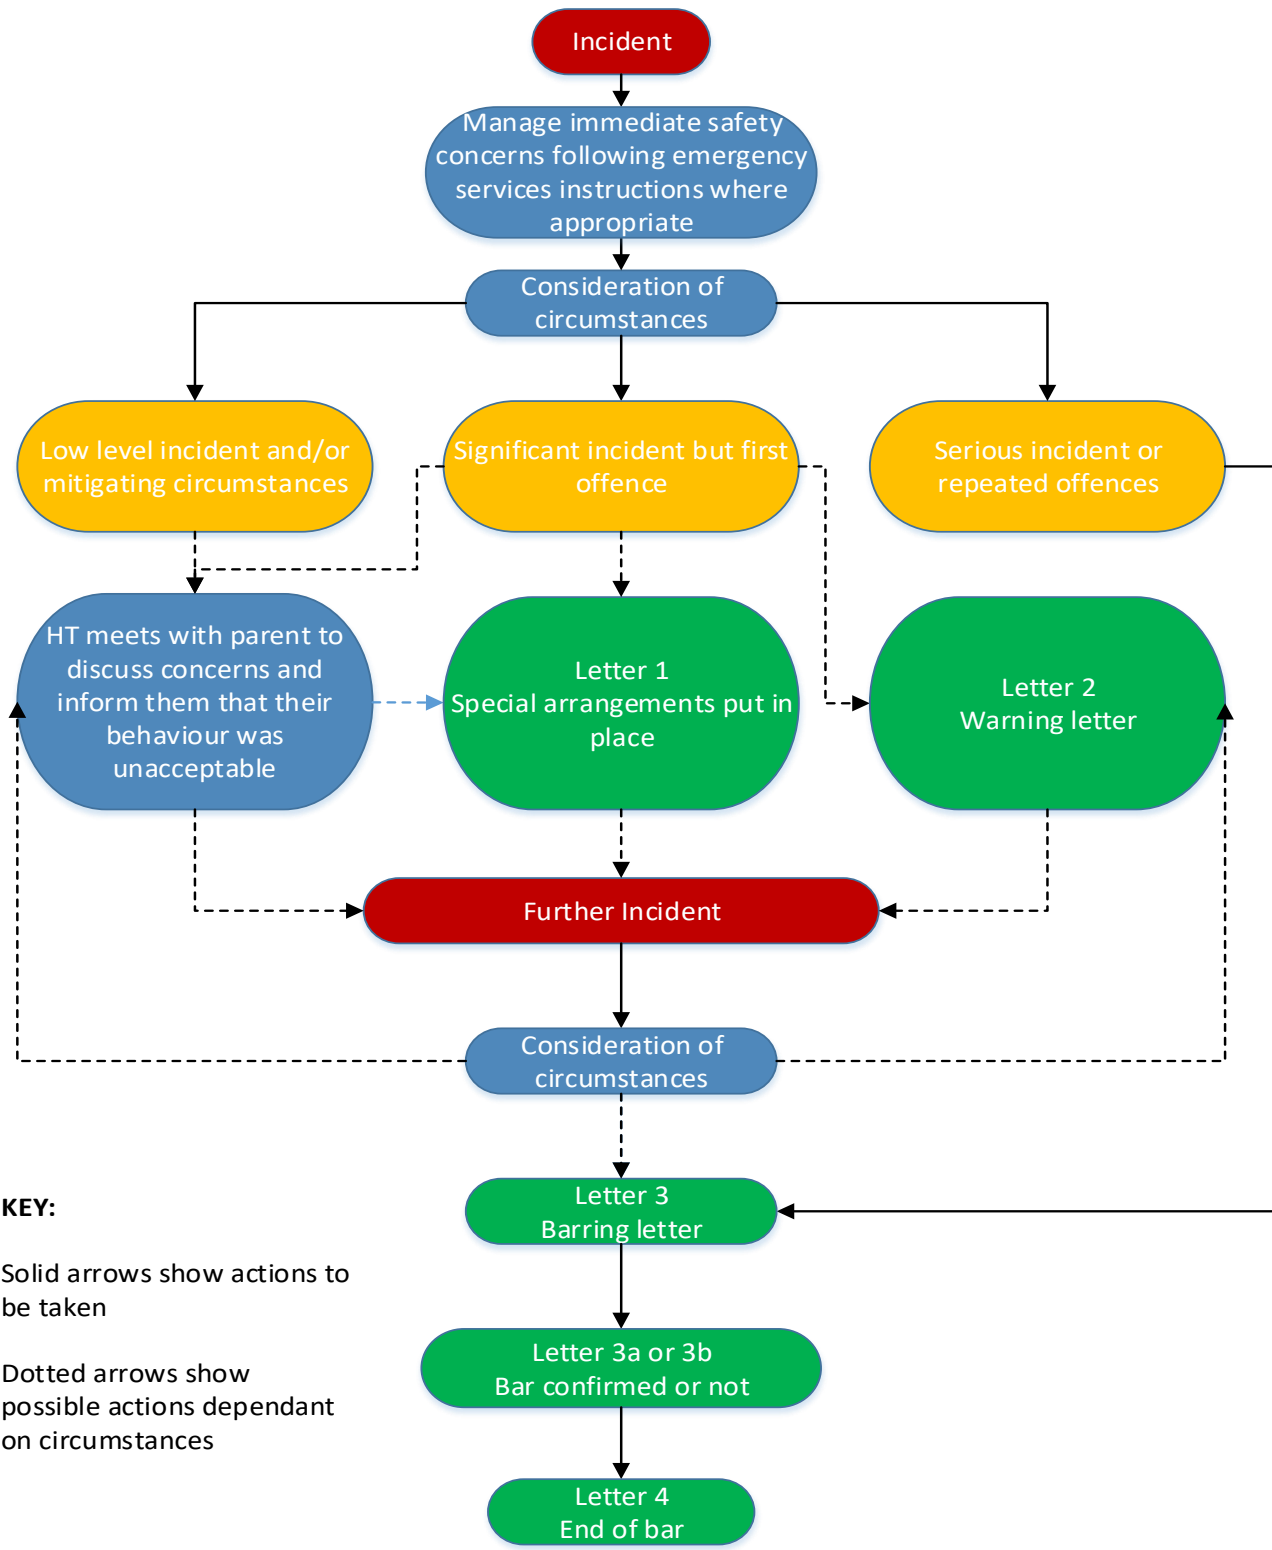 Incident
Manage immediate safety
concerns following emergency
services instructions where
appropriate
Consideration of
circumstances
Low level incident and/or
mitigating circumstances
Significant incident but first
offence
Serious incident or
repeated offences
HT meets with parent to
discuss concerns and
inform them that their
behaviour was
unacceptable
Letter 1
Special arrangements put in
place
Letter 2
Warning letter
Further Incident
Consideration of
circumstances
Letter 3
Barring letter
KEY:
Solid arrows show actions to
be taken
Dotted arrows show
possible actions dependant
on circumstances
Letter 3a or 3b
Bar confirmed or not
Letter 4
End of bar